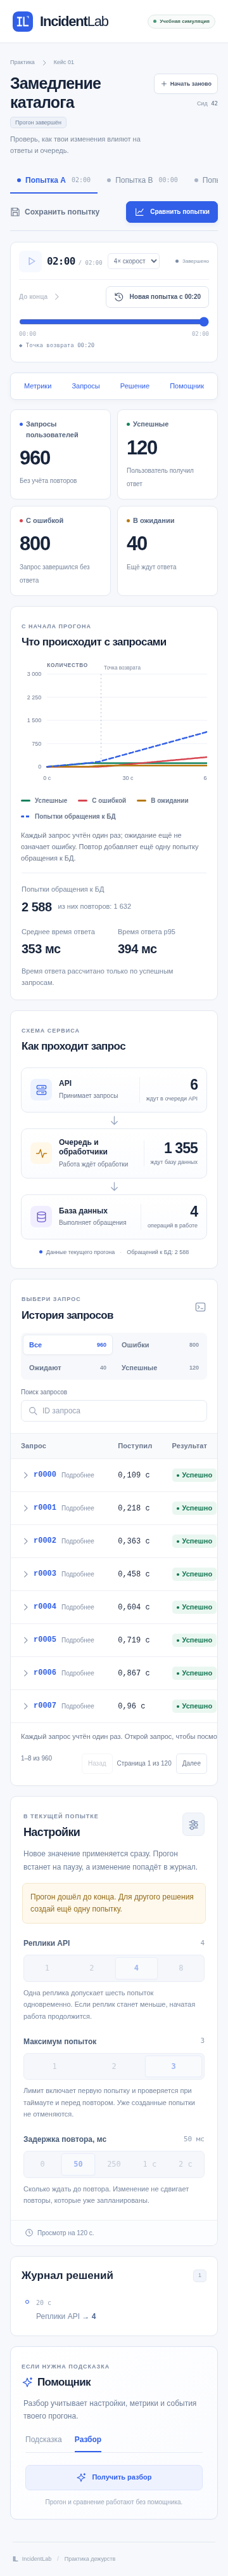 IncidentLab
Учебная симуляция
Практика
Кейс 01
Замедление
каталога
Начать заново
Сид: 42
Прогон завершён
Проверь, как твои изменения влияют на
ответы и очередь.
Попытка A 02:00
Попытка B 00:00
Попы
Сохранить попытку
Сравнить попытки
02:00 / 02:00
4× скорост
Завершено
До конца
Новая попытка с 00:20
00:00
02:00
Точка возврата 00:20
Метрики
Запросы
Решение
Помощник
Запросы
пользователей
960
Без учёта повторов
Успешные
120
Пользователь получил
ответ
С ошибкой
800
Запрос завершился без
ответа
В ожидании
40
Ещё ждут ответа
С НАЧАЛА ПРОГОНА
Что происходит с запросами
КОЛИЧЕСТВО
Точка возврата
3 000
2 250
1 500
750
0
0 с
30 с
6
Успешные
С ошибкой
В ожидании
Попытки обращения к БД
Каждый запрос учтён один раз; ожидание ещё не
означает ошибку. Повтор добавляет ещё одну попытку
обращения к БД.
Попытки обращения к БД
2 588 из них повторов: 1 632
Среднее время ответа
353 мс
Время ответа p95
394 мс
Время ответа рассчитано только по успешным
запросам.
СХЕМА СЕРВИСА
Как проходит запрос
API
Принимает запросы
6
ждут в очереди API
Очередь и
обработчики
Работа ждёт обработки
1 355
ждут базу данных
База данных
Выполняет обращения
4
операций в работе
Данные текущего прогона · Обращений к БД: 2 588
ВЫБЕРИ ЗАПРОС
История запросов
Все 960
Ошибки 800
Ожидают 40
Успешные 120
Поиск запросов
ID запроса
Запрос
Поступил
Результат
r0000 Подробнее 0,109 с Успешно
r0001 Подробнее 0,218 с Успешно
r0002 Подробнее 0,363 с Успешно
r0003 Подробнее 0,458 с Успешно
r0004 Подробнее 0,604 с Успешно
r0005 Подробнее 0,719 с Успешно
r0006 Подробнее 0,867 с Успешно
r0007 Подробнее 0,96 с Успешно
Каждый запрос учтён один раз. Открой запрос, чтобы посмо
1–8 из 960
Назад
Страница 1 из 120
Далее
В ТЕКУЩЕЙ ПОПЫТКЕ
Настройки
Новое значение применяется сразу. Прогон
встанет на паузу, а изменение попадёт в журнал.
Прогон дошёл до конца. Для другого решения
создай ещё одну попытку.
Реплики API 4
1 2 4 8
Одна реплика допускает шесть попыток
одновременно. Если реплик станет меньше, начатая
работа продолжится.
Максимум попыток 3
1 2 3
Лимит включает первую попытку и проверяется при
таймауте и перед повтором. Уже созданные попытки
не отменяются.
Задержка повтора, мс 50 мс
0 50 250 1 с 2 с
Сколько ждать до повтора. Изменение не сдвигает
повторы, которые уже запланированы.
Просмотр на 120 с.
Журнал решений
1
20 с
Реплики API → 4
ЕСЛИ НУЖНА ПОДСКАЗКА
Помощник
Разбор учитывает настройки, метрики и события
твоего прогона.
Подсказка
Разбор
Получить разбор
Прогон и сравнение работают без помощника.
IncidentLab / Практика дежурств